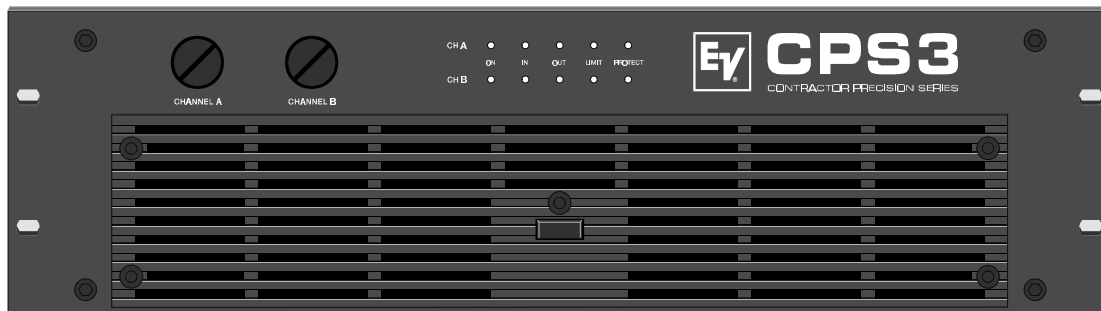 CH A
ON IN OUT LIMIT PROTECT
CH B
CHANNEL A
CHANNEL B
EV®
CPS3
CONTRACTOR PRECISION SERIES